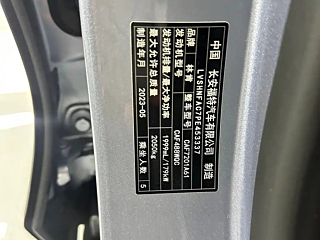 中国 长安福特汽车有限公司 制造
LVSHNFAC7PE453337
品牌 林肯 整车型号 CAF7201A61
发动机型号 CAF488WQC
发动机排量/最大净功率 1999mL/179kW
最大允许总质量 2050kg
制造年月 2023-05 乘坐人数 5